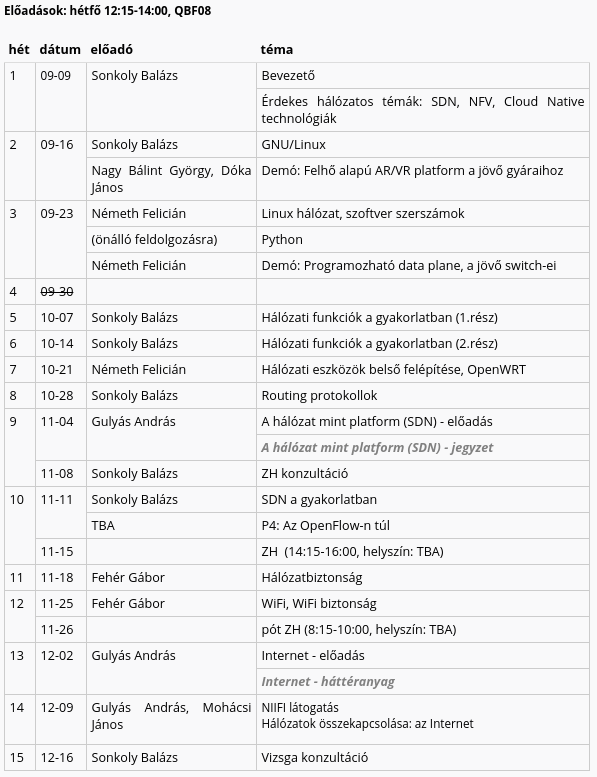 Előadások: hétfő 12:15-14:00, QBF08
hét dátum előadó téma
1 09-09 Sonkoly Balázs Bevezető
Érdekes hálózatos témák: SDN, NFV, Cloud Native
technológiák
2 09-16 Sonkoly Balázs GNU/Linux
Nagy Bálint György, Dóka Demó: Felhő alapú AR/VR platform a jövő gyáraihoz
János
3 09-23 Németh Felicián Linux hálózat, szoftver szerszámok
(önálló feldolgozásra) Python
Németh Felicián Demó: Programozható data plane, a jövő switch-ei
4 09-30
5 10-07 Sonkoly Balázs Hálózati funkciók a gyakorlatban (1.rész)
6 10-14 Sonkoly Balázs Hálózati funkciók a gyakorlatban (2.rész)
7 10-21 Németh Felicián Hálózati eszközök belső felépítése, OpenWRT
8 10-28 Sonkoly Balázs Routing protokollok
9 11-04 Gulyás András A hálózat mint platform (SDN) - előadás
A hálózat mint platform (SDN) - jegyzet
11-08 Sonkoly Balázs ZH konzultáció
10 11-11 Sonkoly Balázs SDN a gyakorlatban
TBA P4: Az OpenFlow-n túl
11-15 ZH (14:15-16:00, helyszín: TBA)
11 11-18 Fehér Gábor Hálózatbiztonság
12 11-25 Fehér Gábor WiFi, WiFi biztonság
11-26 pót ZH (8:15-10:00, helyszín: TBA)
13 12-02 Gulyás András Internet - előadás
Internet - háttéranyag
14 12-09 Gulyás András, Mohácsi NIIFI látogatás
János Hálózatok összekapcsolása: az Internet
15 12-16 Sonkoly Balázs Vizsga konzultáció